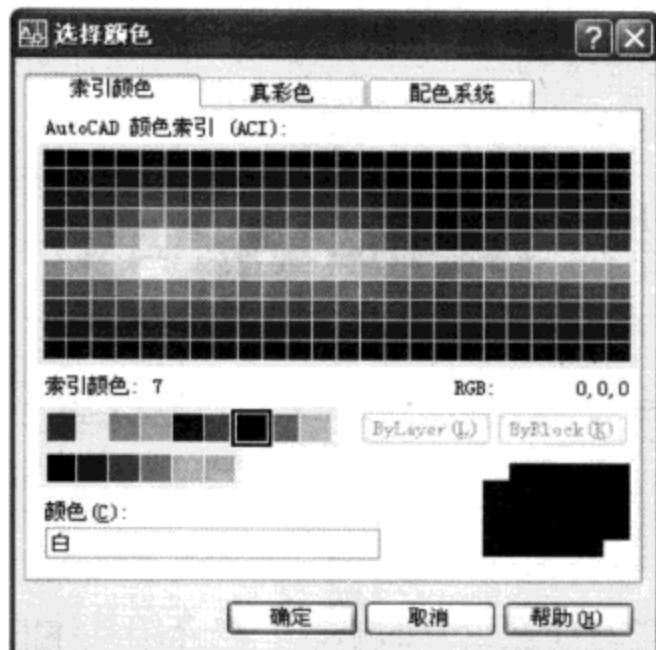 选择颜色
索引颜色 真彩色 配色系统
AutoCAD 颜色索引 (ACI):
索引颜色: 7 RGB: 0,0,0
ByLayer(L) ByBlock(K)
颜色(C):
白
确定 取消 帮助(H)